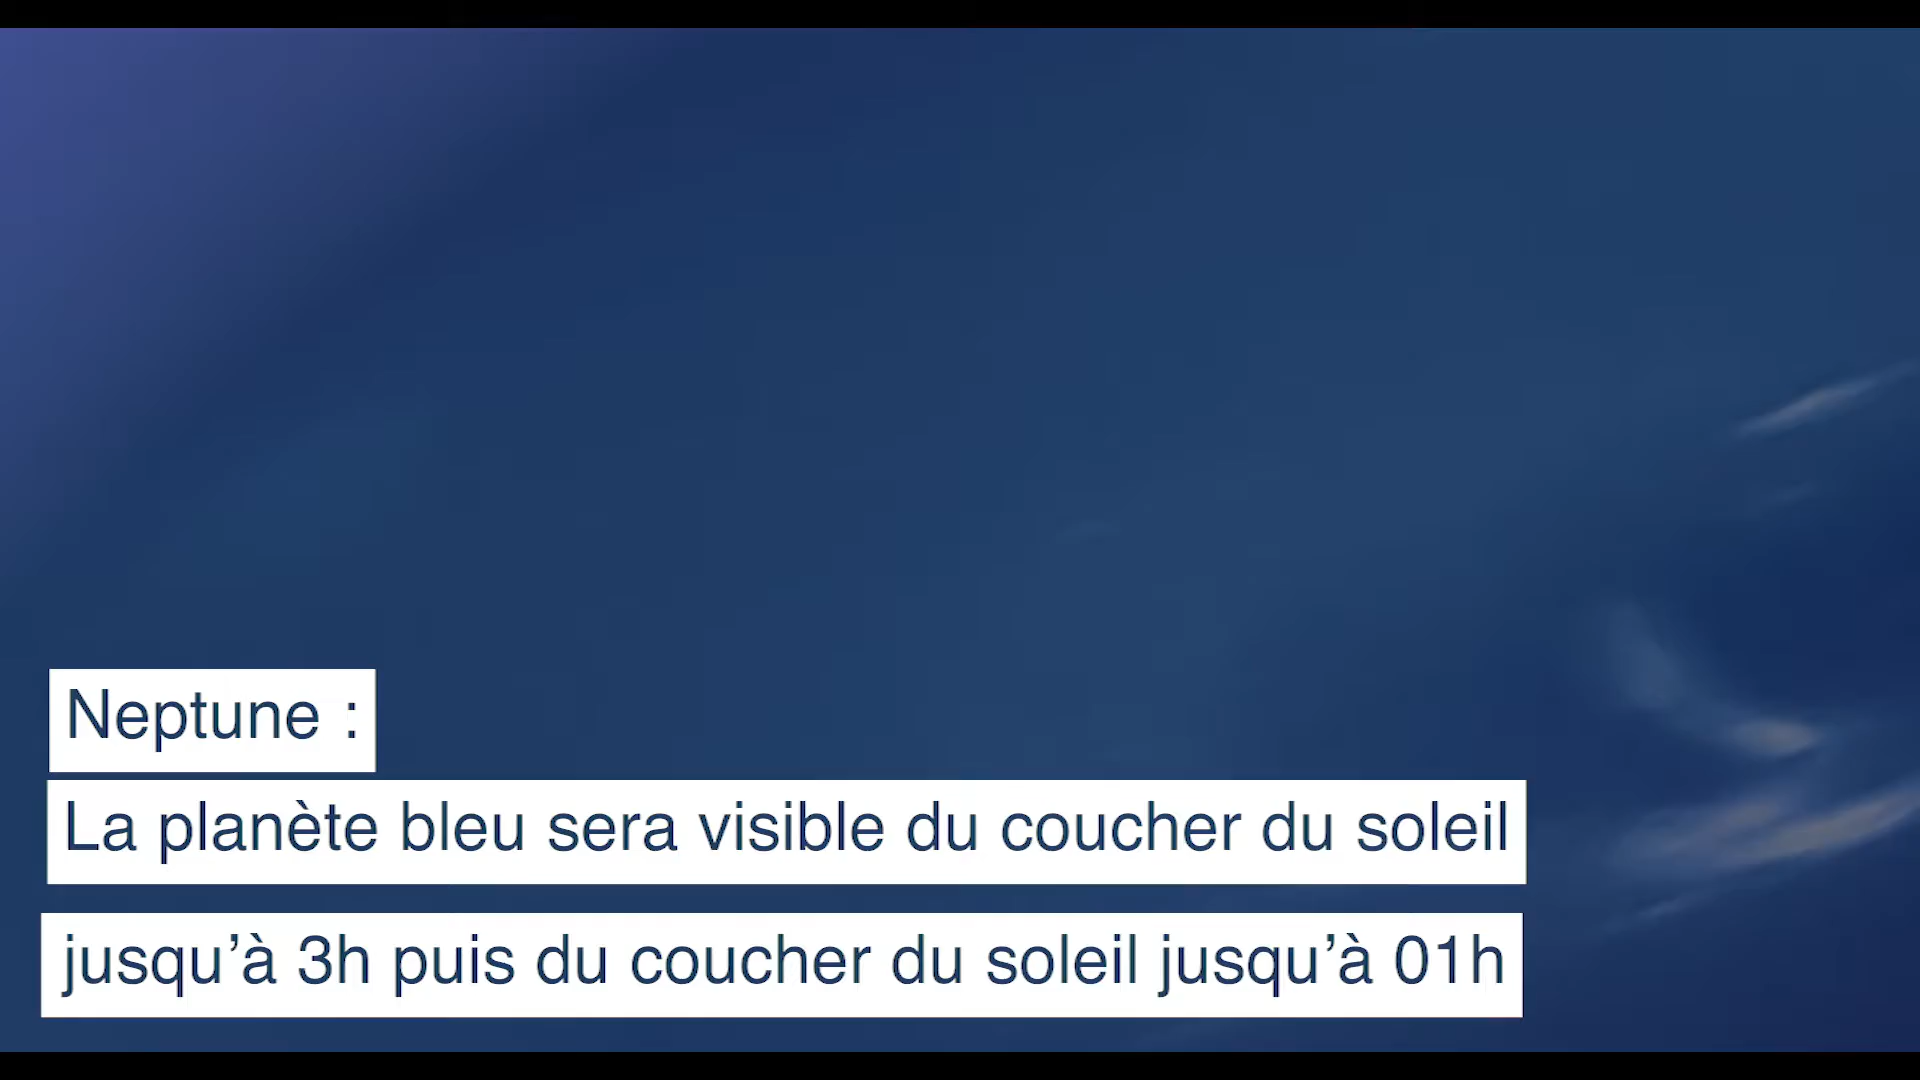 Neptune :
La planète bleu sera visible du coucher du soleil
jusqu’à 3h puis du coucher du soleil jusqu’à 01h